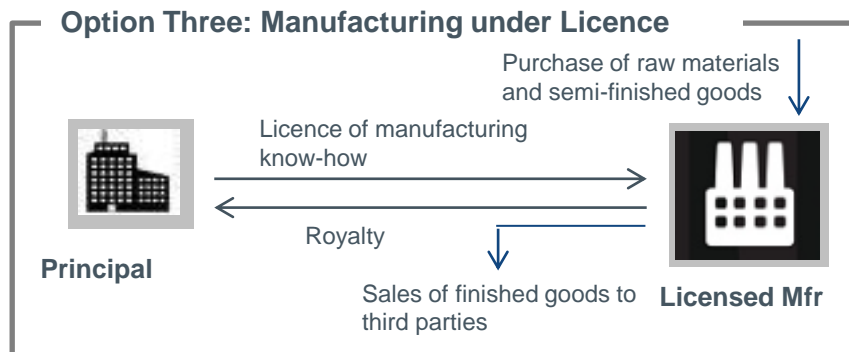 Option Three: Manufacturing under Licence
Purchase of raw materials
and semi-finished goods
Licence of manufacturing
know-how
Royalty
Principal
Sales of finished goods to
third parties
Licensed Mfr